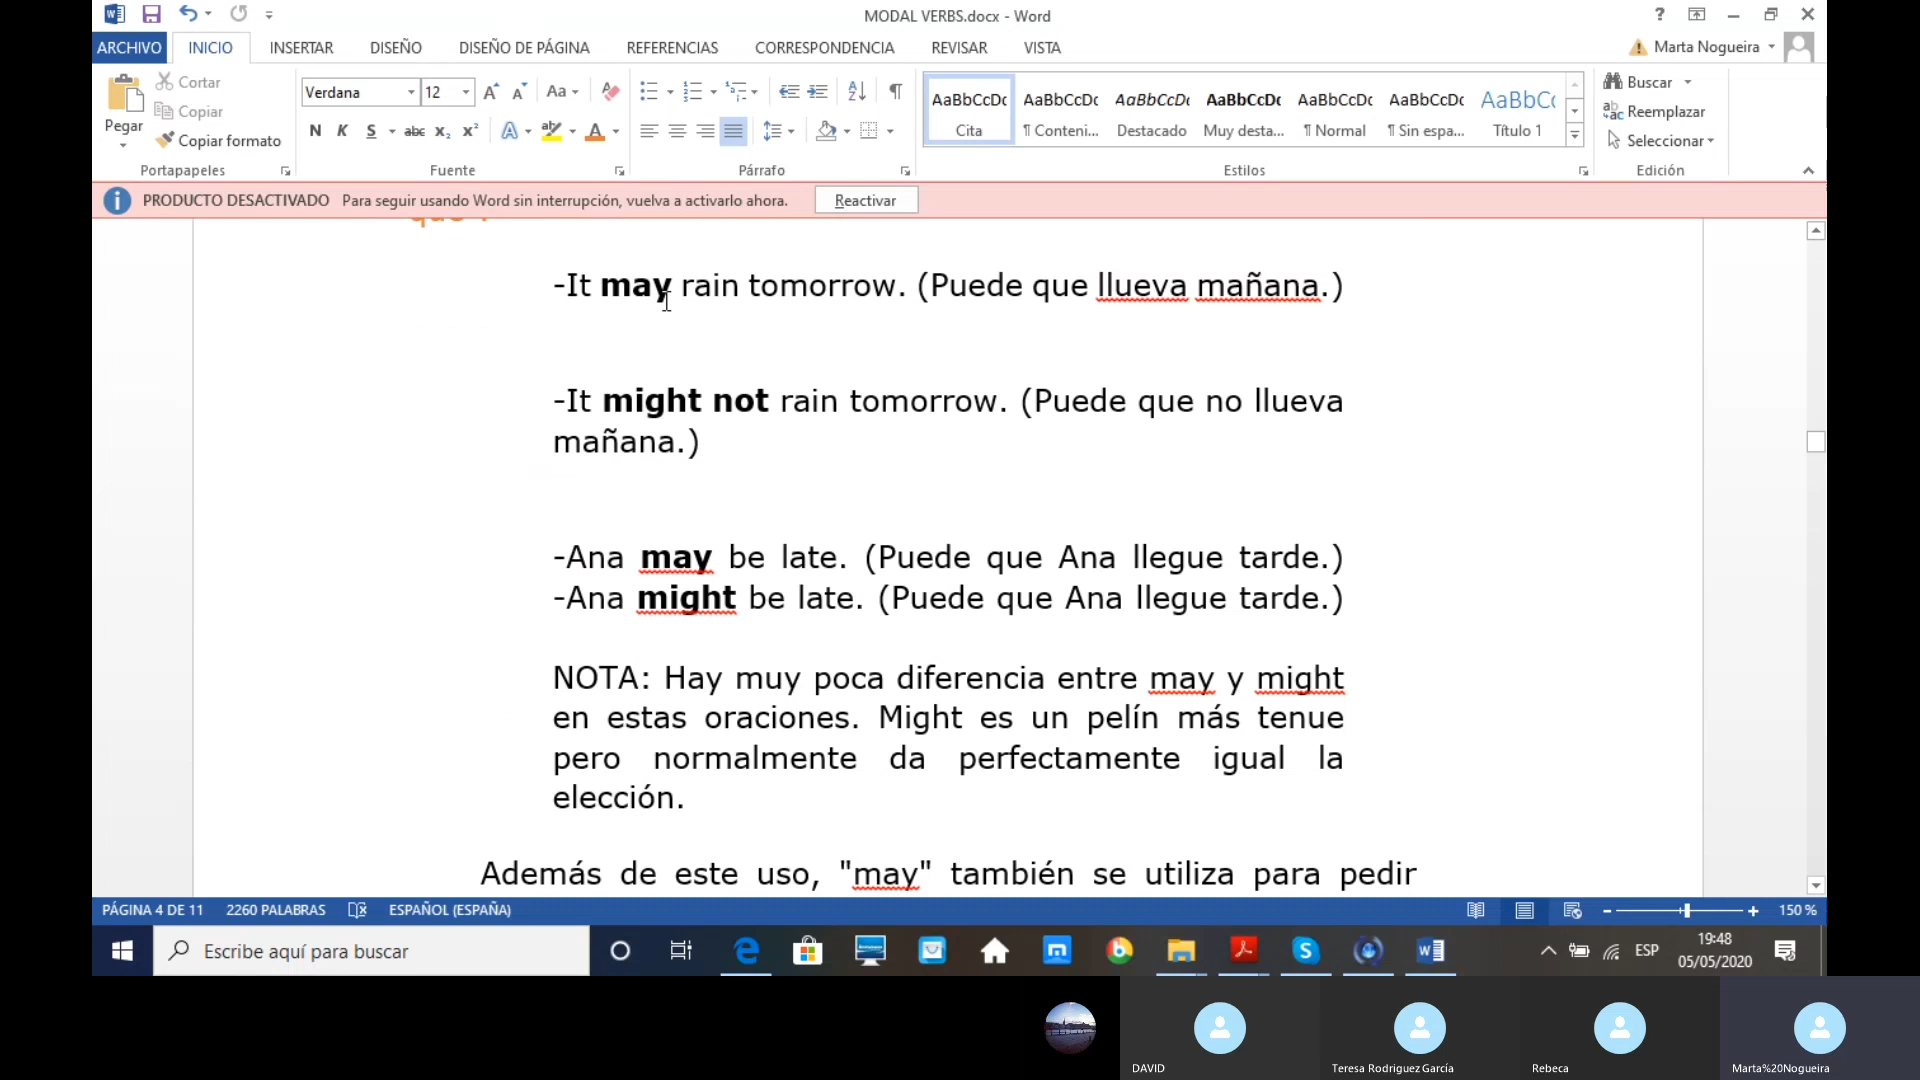 MODAL VERBS.docx - Word
?
ARCHIVO INICIO INSERTAR DISEÑO DISEÑO DE PÁGINA REFERENCIAS CORRESPONDENCIA REVISAR VISTA Marta Nogueira
Pegar
Cortar
Copiar
Copiar formato
Portapapeles
Verdana 12
Aa
N K S abc x₂ x²
A A
Fuente
Párrafo
AaBbCcDc AaBbCcDc AaBbCcDc AaBbCcDc AaBbCcDc AaBbCcDc AaBbCc
Cita ¶ Conteni... Destacado Muy desta... ¶ Normal ¶ Sin espa... Título 1
Estilos
Buscar
Reemplazar
Seleccionar
Edición
PRODUCTO DESACTIVADO Para seguir usando Word sin interrupción, vuelva a activarlo ahora. Reactivar
-It may rain tomorrow. (Puede que llueva mañana.)
-It might not rain tomorrow. (Puede que no llueva
mañana.)
-Ana may be late. (Puede que Ana llegue tarde.)
-Ana might be late. (Puede que Ana llegue tarde.)
NOTA: Hay muy poca diferencia entre may y might
en estas oraciones. Might es un pelín más tenue
pero normalmente da perfectamente igual la
elección.
Además de este uso, "may" también se utiliza para pedir
PÁGINA 4 DE 11 2260 PALABRAS ESPAÑOL (ESPAÑA) 150 %
Escribe aquí para buscar
ESP
19:48
05/05/2020
DAVID
Teresa Rodriguez García
Rebeca
Marta%20Nogueira